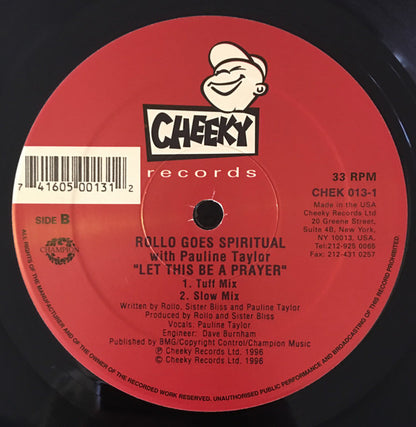 CHEEKY
records
7 41605 00131 2
33 RPM
CHEK 013-1
Made in the USA
Cheeky Records Ltd
20 Greene Street,
Suite 4B, New York,
NY 10013, USA.
Tel:212-925 0065
Fax: 212-431 0257
SIDE B
CHAMPION
ROLLO GOES SPIRITUAL
with Pauline Taylor
"LET THIS BE A PRAYER"
1. Tuff Mix
2. Slow Mix
Written by Rollo, Sister Bliss and Pauline Taylor
Produced by Rollo and Sister Bliss
Vocals: Pauline Taylor
Engineer: Dave Burnham
Published by BMG/Copyright Control/Champion Music
℗ Cheeky Records Ltd. 1996
© Cheeky Records Ltd. 1996
ALL RIGHTS OF THE MANUFACTURER AND OF THE OWNER OF THE RECORDED WORK RESERVED. UNAUTHORISED PUBLIC PERFORMANCE AND BROADCASTING OF THIS RECORD PROHIBITED.